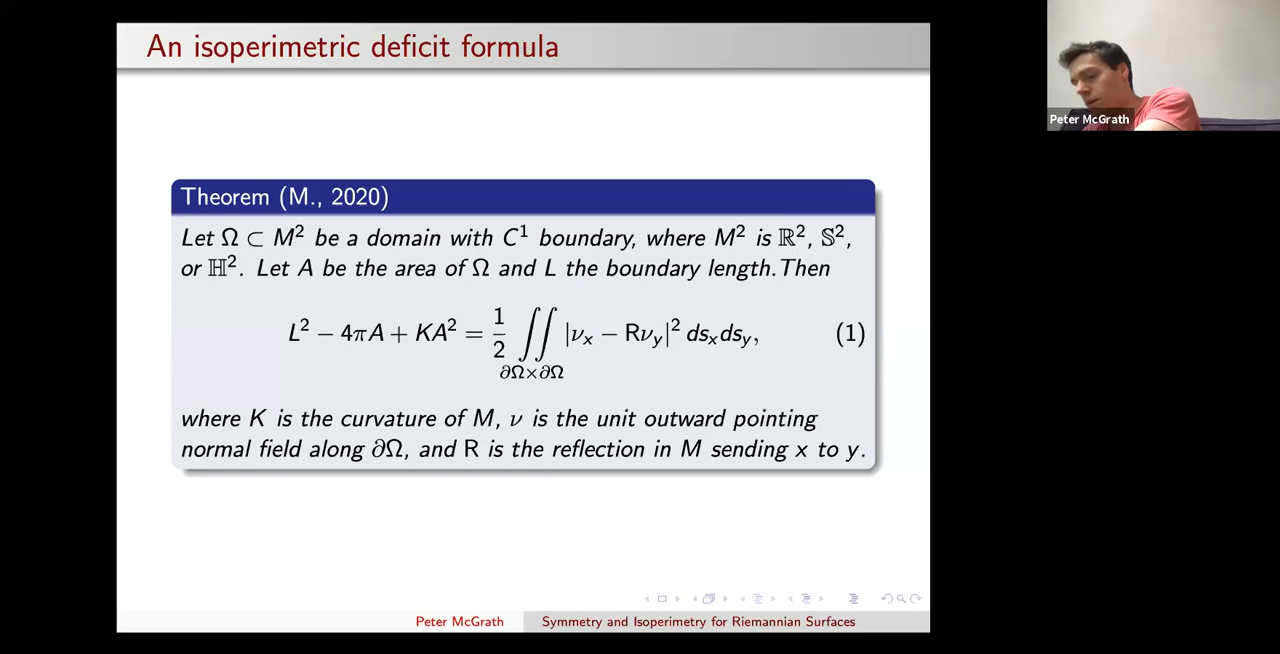 An isoperimetric deficit formula
Peter McGrath
Theorem (M., 2020)
Let Ω ⊂ M² be a domain with C¹ boundary, where M² is ℝ², 𝕊²,
or ℍ². Let A be the area of Ω and L the boundary length.Then
L² − 4πA + KA² = 1/2 ∬_{∂Ω×∂Ω} |ν_x − Rν_y|² ds_x ds_y, (1)
where K is the curvature of M, ν is the unit outward pointing
normal field along ∂Ω, and R is the reflection in M sending x to y.
Peter McGrath Symmetry and Isoperimetry for Riemannian Surfaces